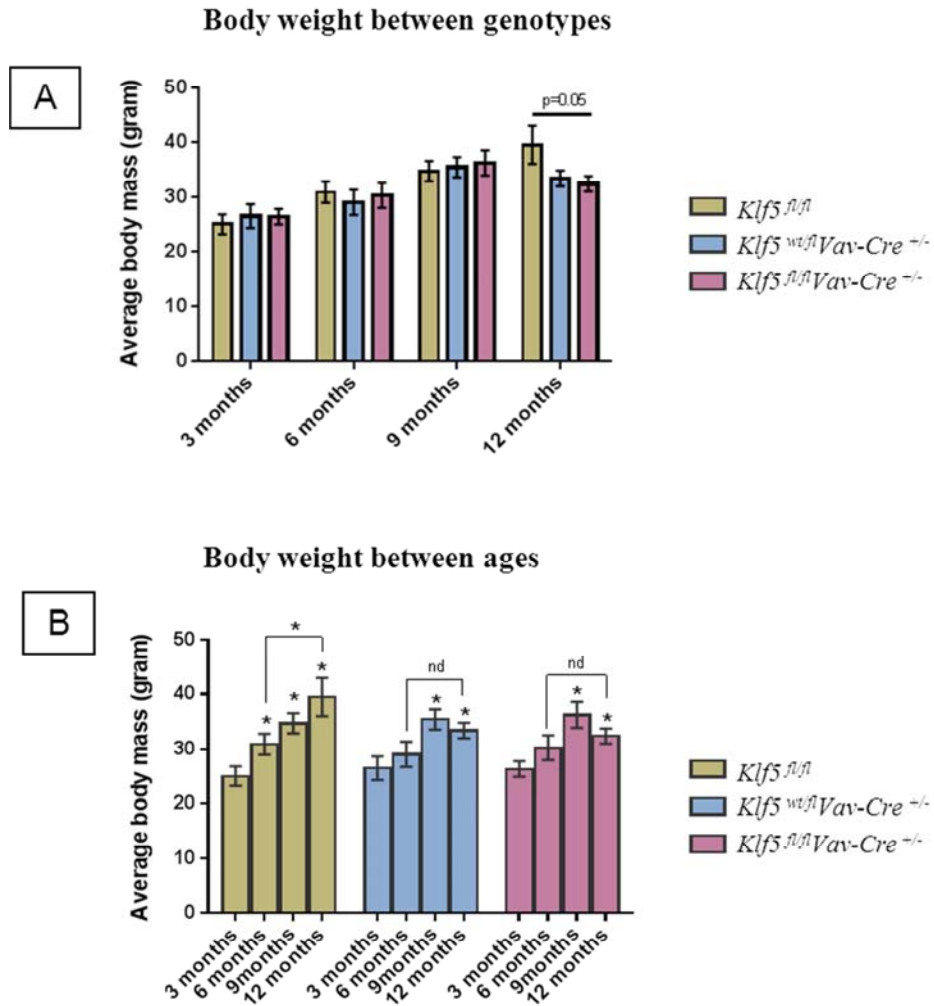 Body weight between genotypes
A
Average body mass (gram)
50
40
30
20
10
0
p=0.05
3 months
6 months
9 months
12 months
Klf5 fl/fl
Klf5 wt/fl Vav-Cre +/-
Klf5 fl/fl Vav-Cre +/-
Body weight between ages
B
Average body mass (gram)
50
40
30
20
10
0
*
* * *
nd
* *
nd
* *
3 months
6 months
9months
12 months
3 months
6 months
9 months
12 months
3 months
6 months
9months
12 months
Klf5 fl/fl
Klf5 wt/fl Vav-Cre +/-
Klf5 fl/fl Vav-Cre +/-